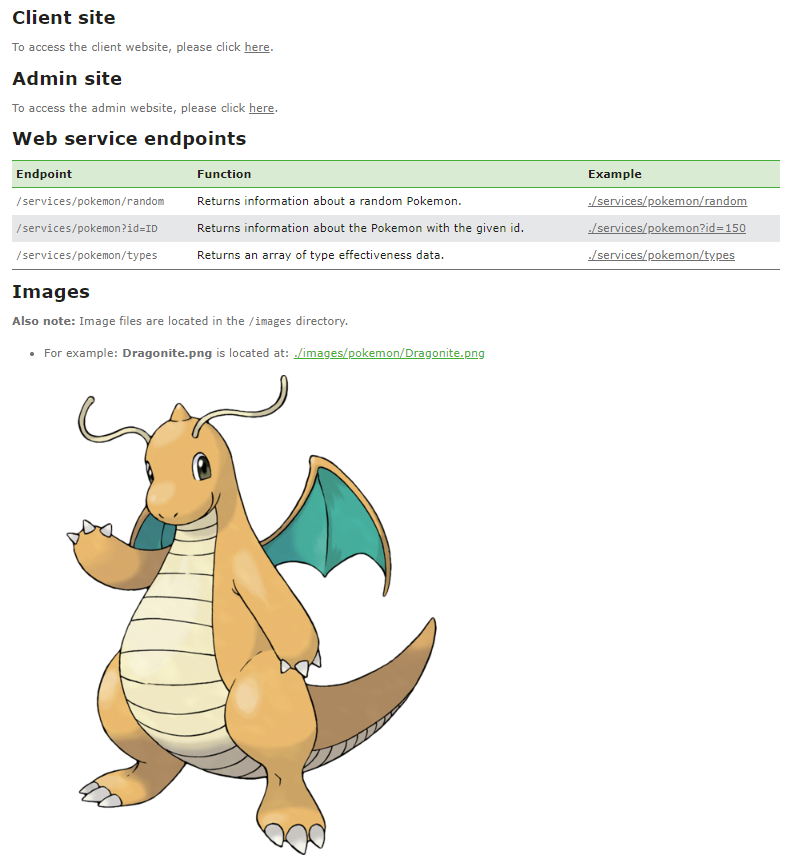 Client site
To access the client website, please click here.
Admin site
To access the admin website, please click here.
Web service endpoints
Endpoint Function Example
/services/pokemon/random Returns information about a random Pokemon. ./services/pokemon/random
/services/pokemon?id=ID Returns information about the Pokemon with the given id. ./services/pokemon?id=150
/services/pokemon/types Returns an array of type effectiveness data. ./services/pokemon/types
Images
Also note: Image files are located in the /images directory.
• For example: Dragonite.png is located at: ./images/pokemon/Dragonite.png